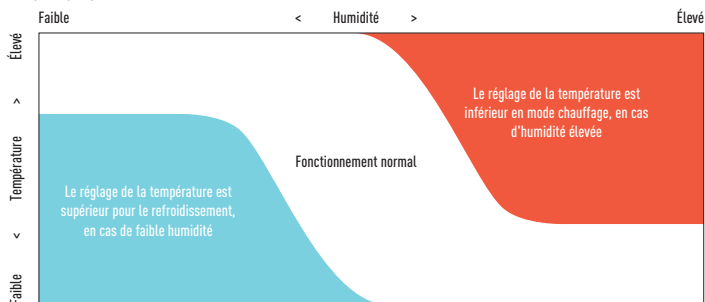 Faible < Humidité > Élevé
Élevé
>
Température
<
Faible
Le réglage de la température est
inférieur en mode chauffage, en cas
d'humidité élevée
Fonctionnement normal
Le réglage de la température est
supérieur pour le refroidissement,
en cas de faible humidité